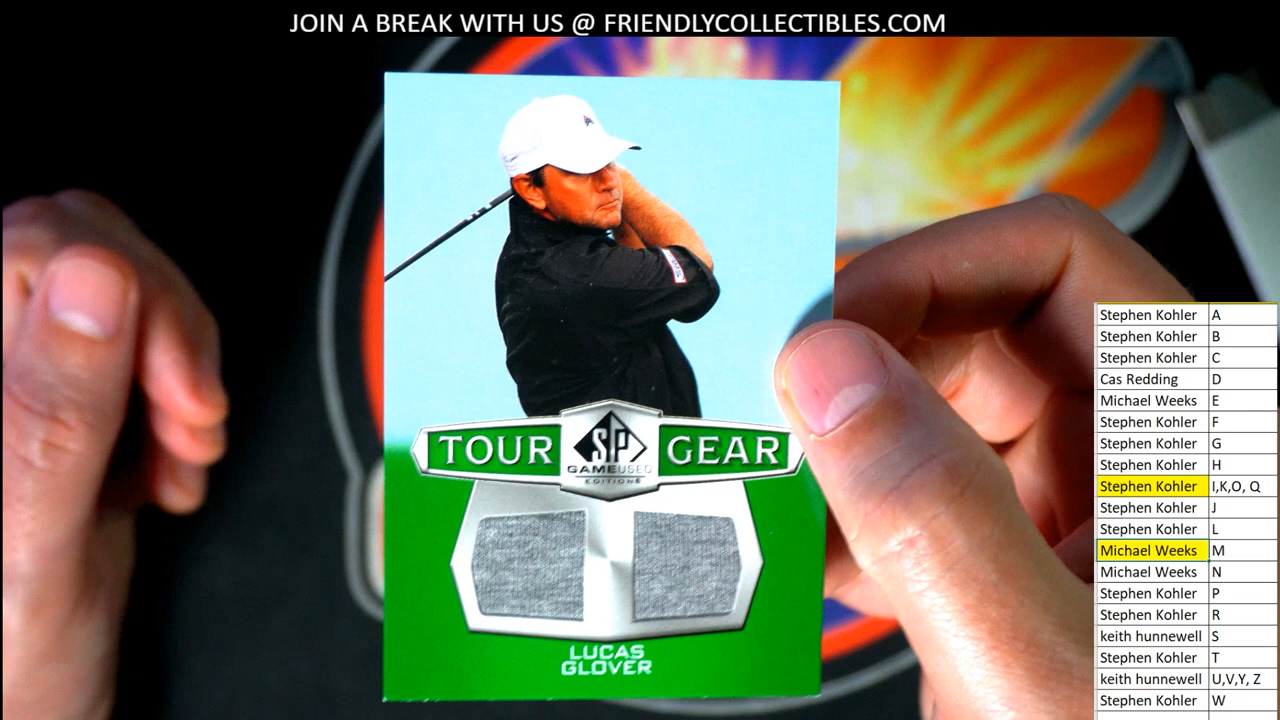 JOIN A BREAK WITH US @ FRIENDLYCOLLECTIBLES.COM
TOUR SP GEAR
GAMEUSED
EDITIONS
LUCAS
GLOVER
Stephen Kohler A
Stephen Kohler B
Stephen Kohler C
Cas Redding D
Michael Weeks E
Stephen Kohler F
Stephen Kohler G
Stephen Kohler H
Stephen Kohler I,K,O, Q
Stephen Kohler J
Stephen Kohler L
Michael Weeks M
Michael Weeks N
Stephen Kohler P
Stephen Kohler R
keith hunnewell S
Stephen Kohler T
keith hunnewell U,V,Y, Z
Stephen Kohler W